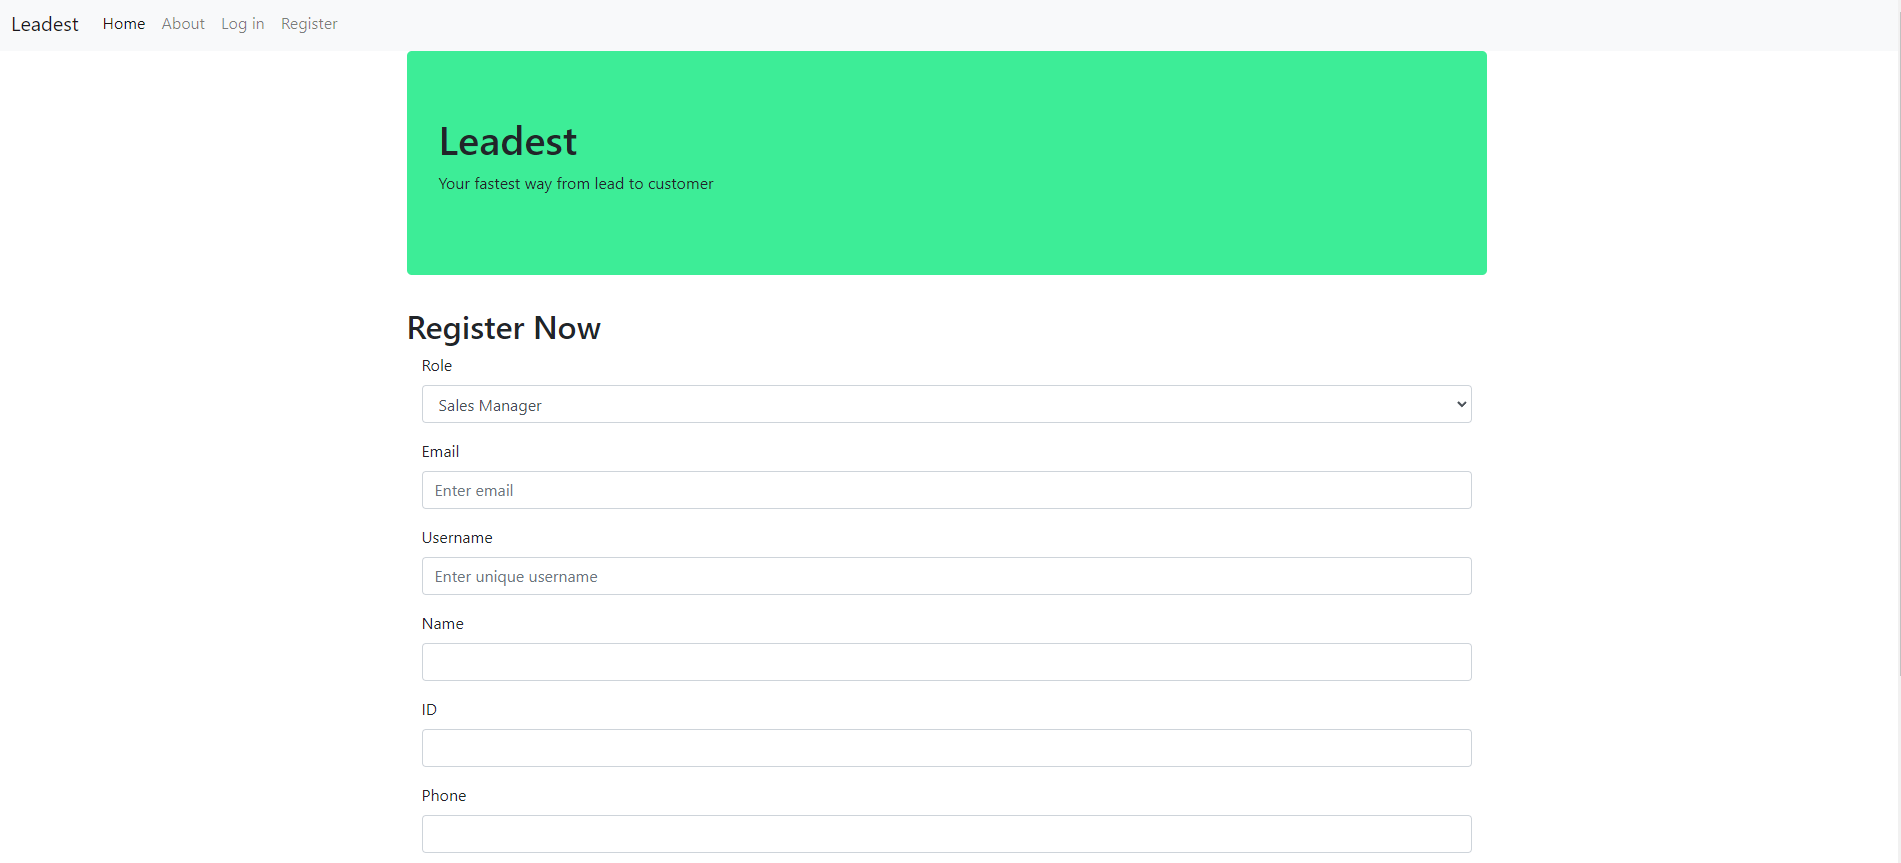 Leadest Home About Log in Register
Leadest
Your fastest way from lead to customer
Register Now
Role
Sales Manager
Email
Enter email
Username
Enter unique username
Name
ID
Phone